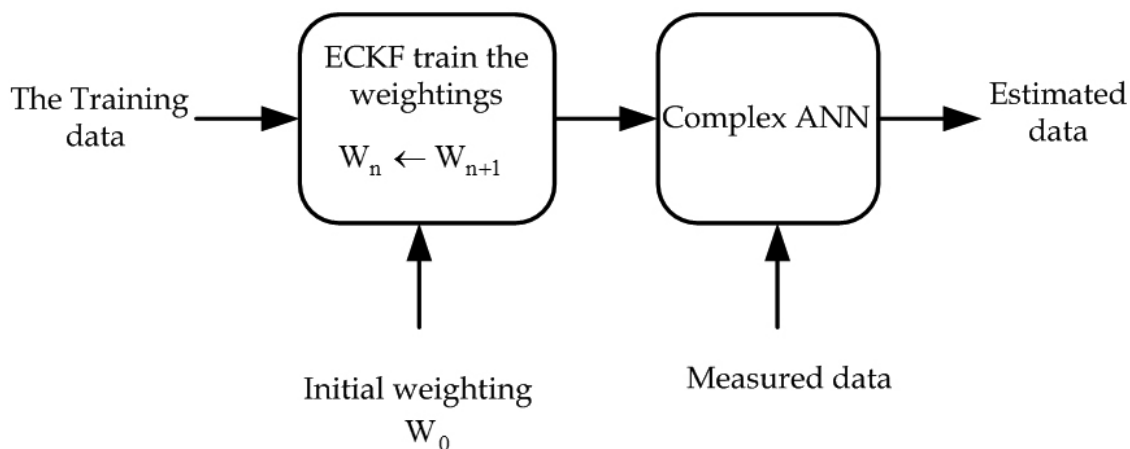 The Training
data
ECKF train the
weightings
Wₙ ← Wₙ₊₁
Complex ANN
Estimated
data
Initial weighting
W₀
Measured data